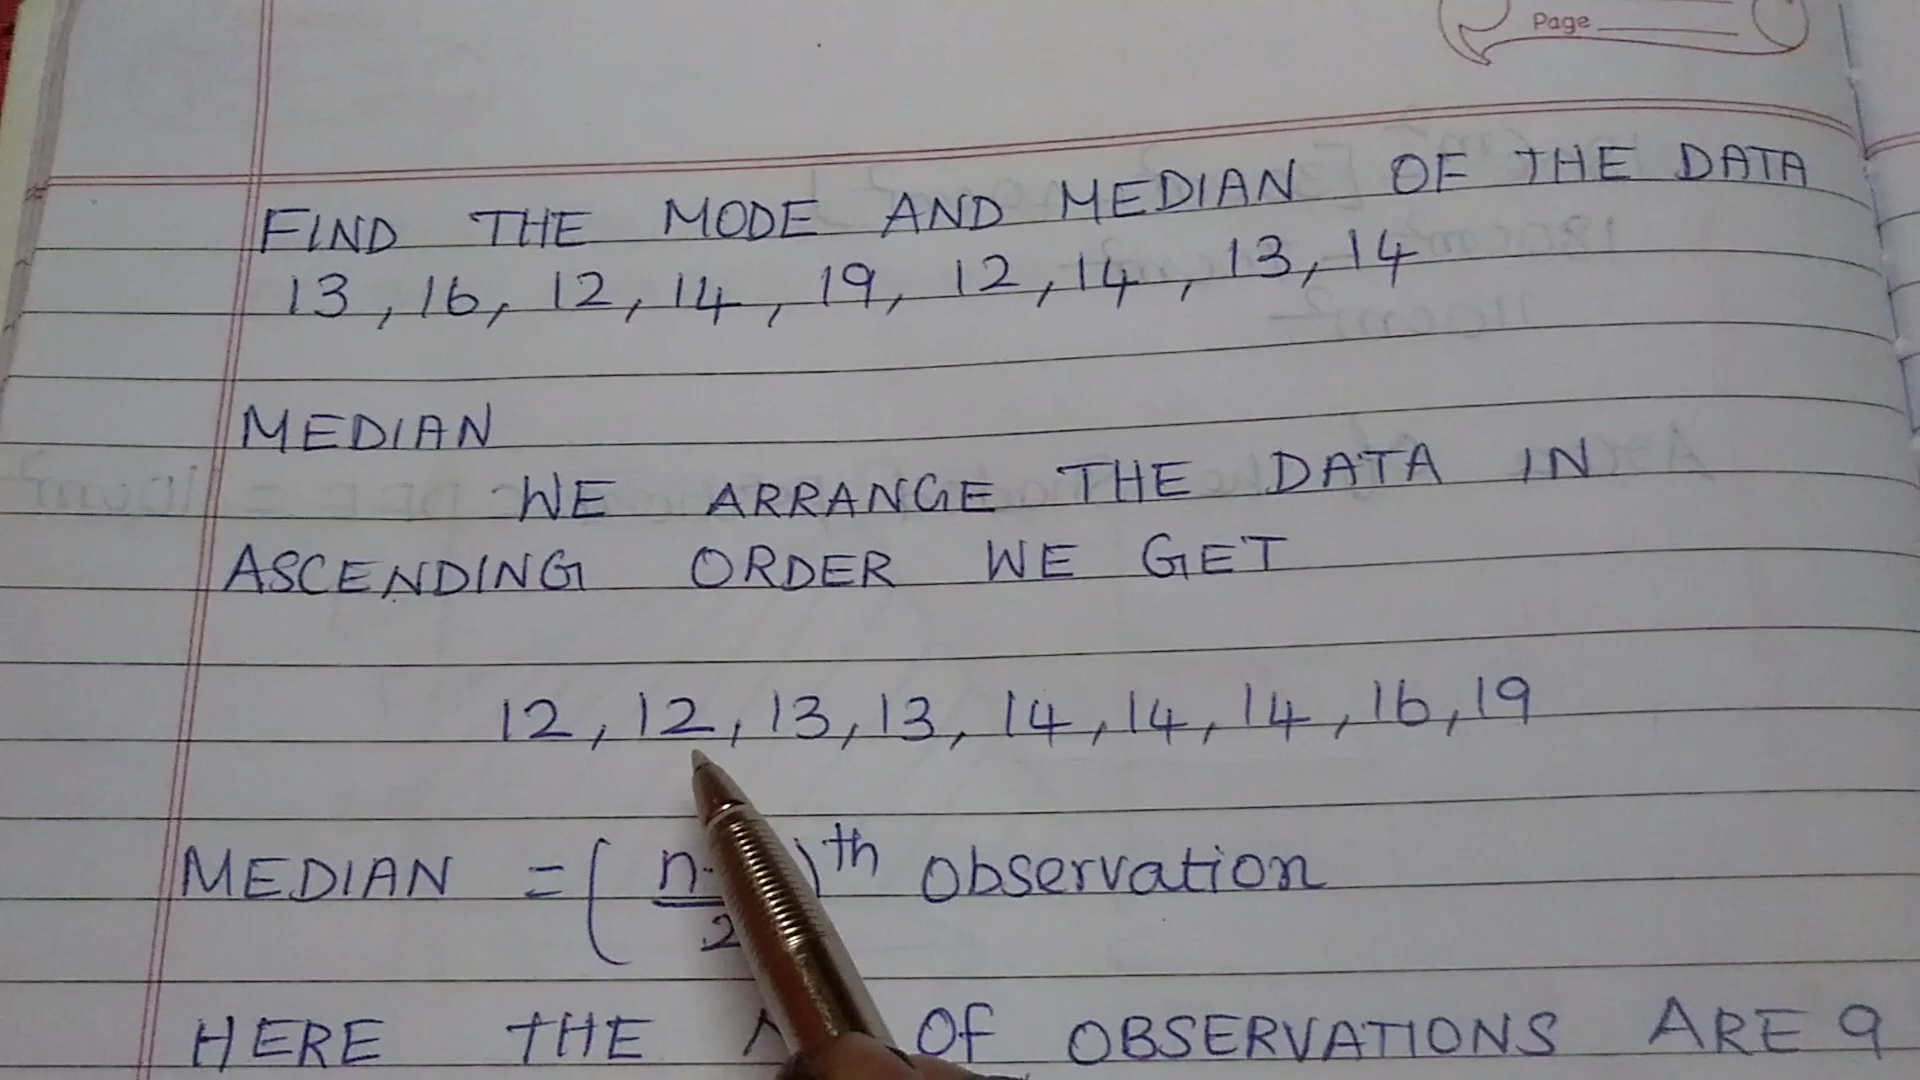 Page
FIND THE MODE AND MEDIAN OF THE DATA
13, 16, 12, 14, 19, 12, 14, 13, 14
MEDIAN
WE ARRANGE THE DATA IN
ASCENDING ORDER WE GET
12, 12, 13, 13, 14, 14, 14, 16, 19
MEDIAN = (n / 2)th observation
HERE THE OF OBSERVATIONS ARE 9